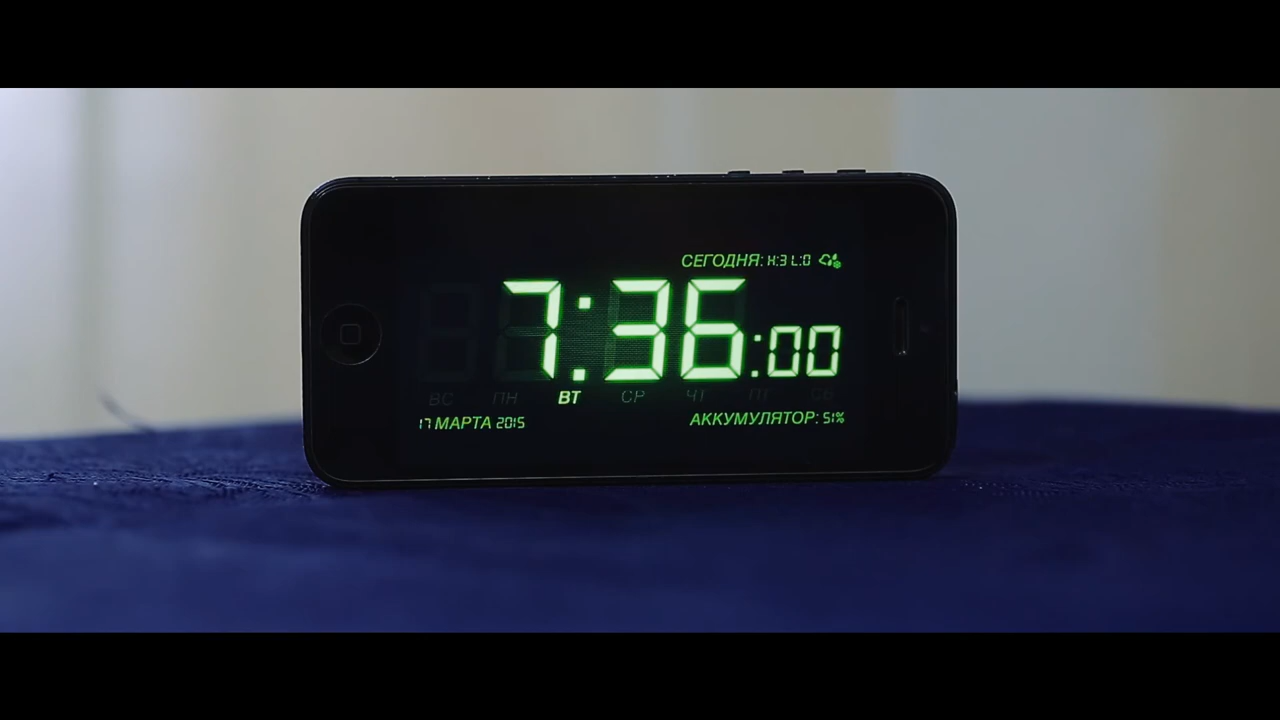 СЕГОДНЯ: H:3 L:0
7:36:00
ВС ПН ВТ СР ЧТ ПТ СБ
17 МАРТА 2015 АККУМУЛЯТОР: 51%